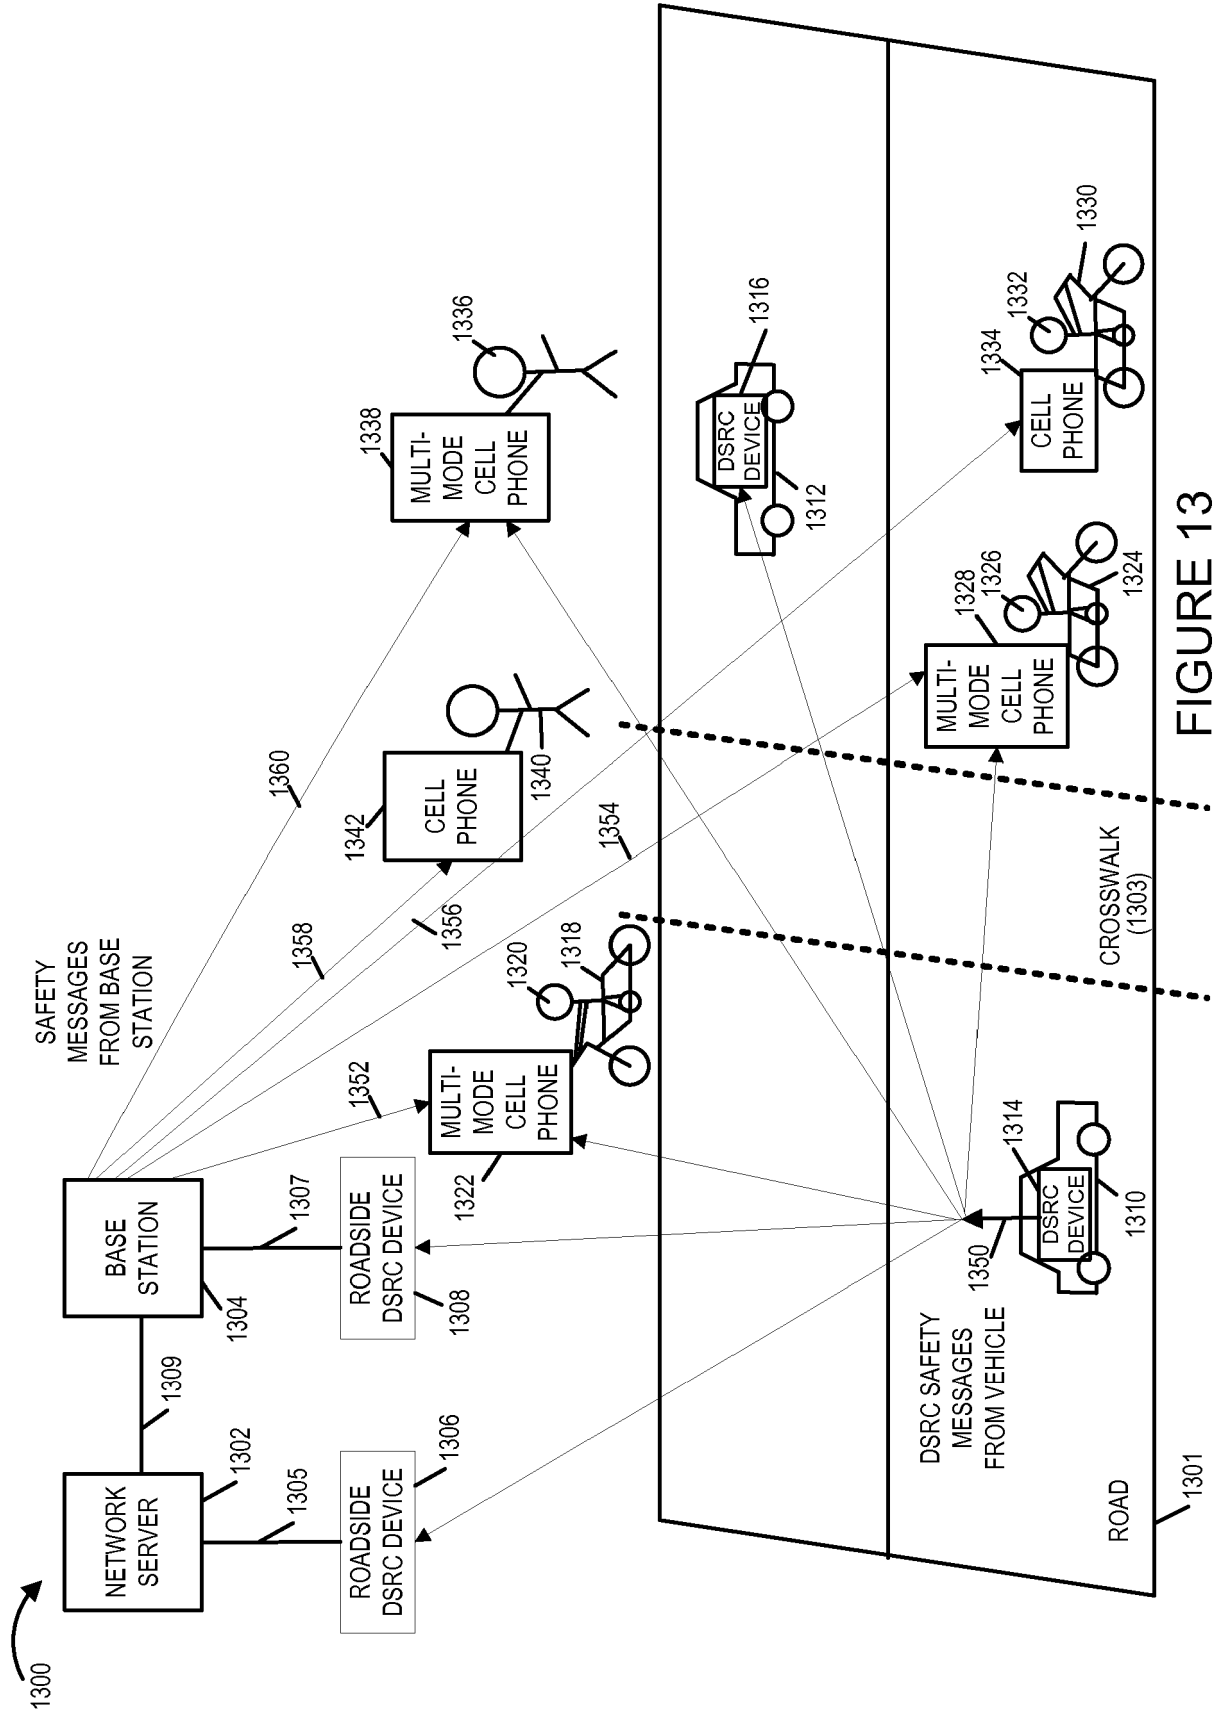 1300
NETWORK
SERVER
1302
1305
ROADSIDE
DSRC DEVICE
1306
1309
BASE
STATION
1304
1307
ROADSIDE
DSRC DEVICE
1308
SAFETY
MESSAGES
FROM BASE
STATION
1352
MULTI-
MODE
CELL
PHONE
1322
1320
1318
1358
1356
1354
1360
1342
CELL
PHONE
1340
1338
MULTI-
MODE
CELL
PHONE
1336
DSRC
DEVICE
1316
1312
DSRC SAFETY
MESSAGES
FROM VEHICLE
1350
DSRC
DEVICE
1314
1310
CROSSWALK
(1303)
MULTI-
MODE
CELL
PHONE
1328
1326
1324
CELL
PHONE
1334
1332
1330
ROAD
1301
FIGURE 13